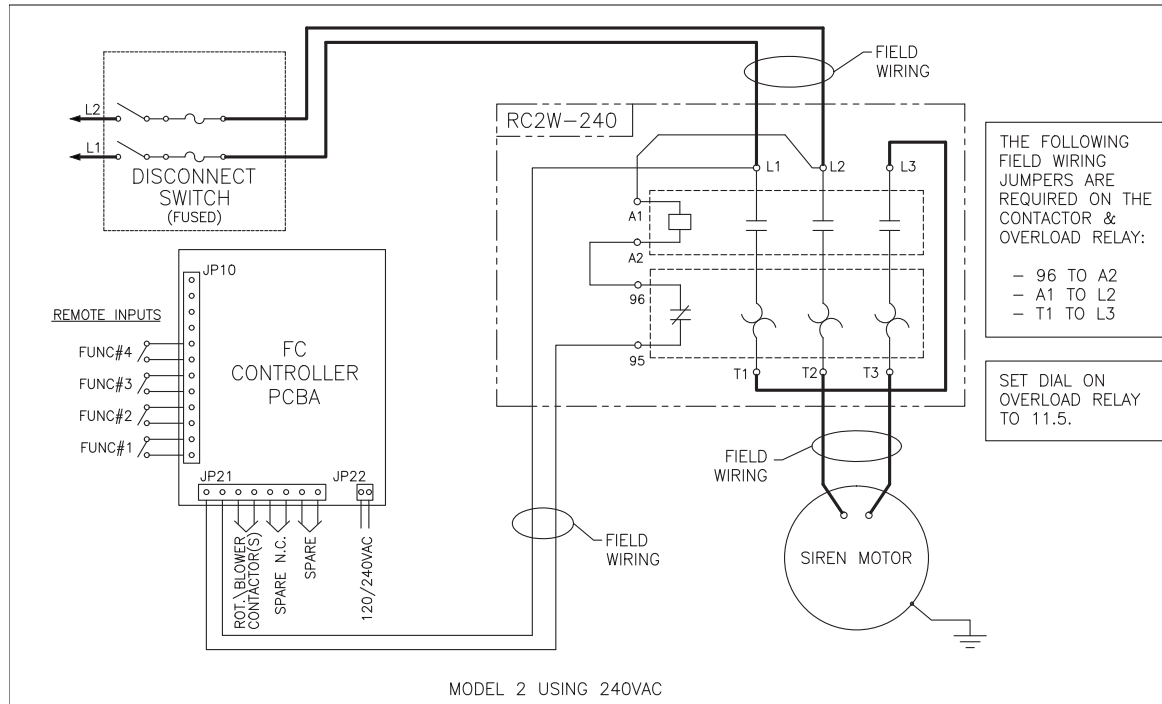 L2
L1
DISCONNECT
SWITCH
(FUSED)
FIELD
WIRING
RC2W-240
L1
L2
L3
A1
A2
96
95
T1
T2
T3
THE FOLLOWING
FIELD WIRING
JUMPERS ARE
REQUIRED ON THE
CONTACTOR &
OVERLOAD RELAY:
- 96 TO A2
- A1 TO L2
- T1 TO L3
SET DIAL ON
OVERLOAD RELAY
TO 11.5.
JP10
REMOTE INPUTS
FUNC#4
FUNC#3
FUNC#2
FUNC#1
FC
CONTROLLER
PCBA
JP21
JP22
ROT.\BLOWER
CONTACTOR(S)
SPARE N.C.
SPARE
120/240VAC
FIELD
WIRING
FIELD
WIRING
SIREN MOTOR
MODEL 2 USING 240VAC